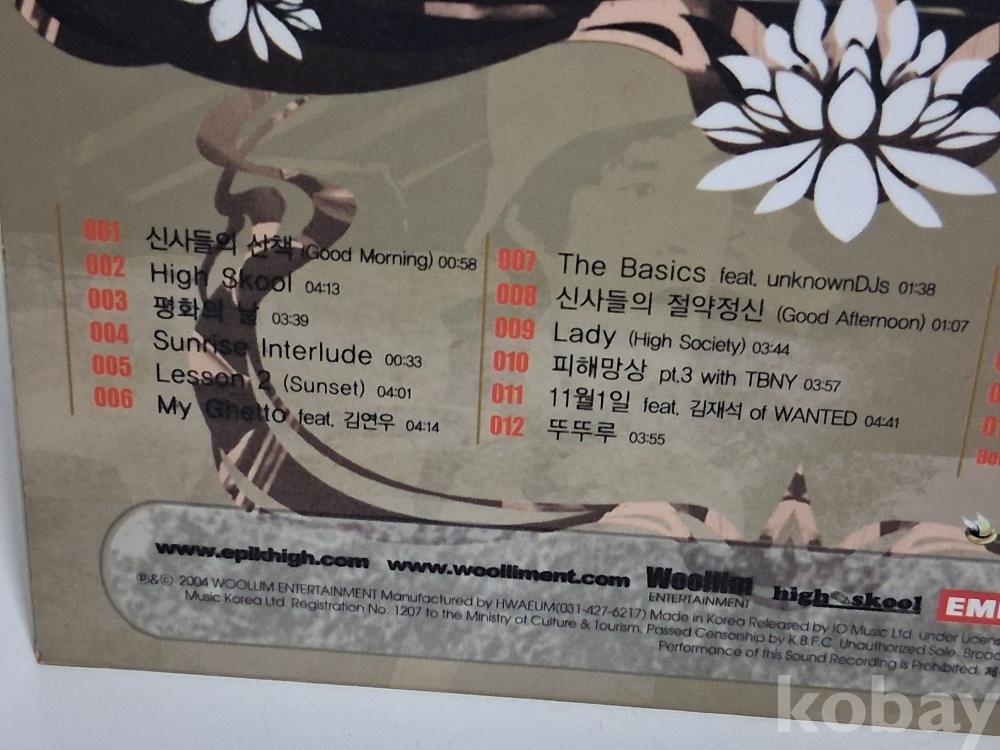 001 신사들의 산책 (Good Morning) 00:58
002 High Skool 04:13
003 평화의 날 03:39
004 Sunrise Interlude 00:33
005 Lesson 2 (Sunset) 04:01
006 My Ghetto feat. 김연우 04:14
007 The Basics feat. unknownDJs 01:38
008 신사들의 절약정신 (Good Afternoon) 01:07
009 Lady (High Society) 03:44
010 피해망상 pt.3 with TBNY 03:57
011 11월1일 feat. 김재석 of WANTED 04:41
012 뚜뚜루 03:55
www.epikhigh.com www.woolliment.com Woollim ENTERTAINMENT high skool EMI
℗&© 2004 WOOLLIM ENTERTAINMENT Manufactured by HWAEUM(031-427-6217) Made in Korea Released by IO Music Ltd. under Licen
Music Korea Ltd. Registration No. 1207 to the Ministry of Culture & Tourism. Passed Censorship by K.B.F.C. Unauthorized Sale, Broad
Performance of this Sound Recording is Prohibited.
kobay